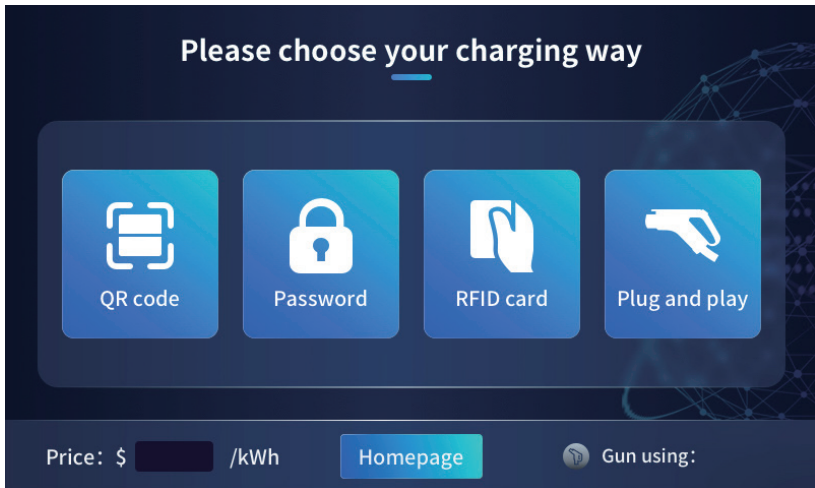 Please choose your charging way
QR code
Password
RFID card
Plug and play
Price: $ /kWh
Homepage
Gun using: